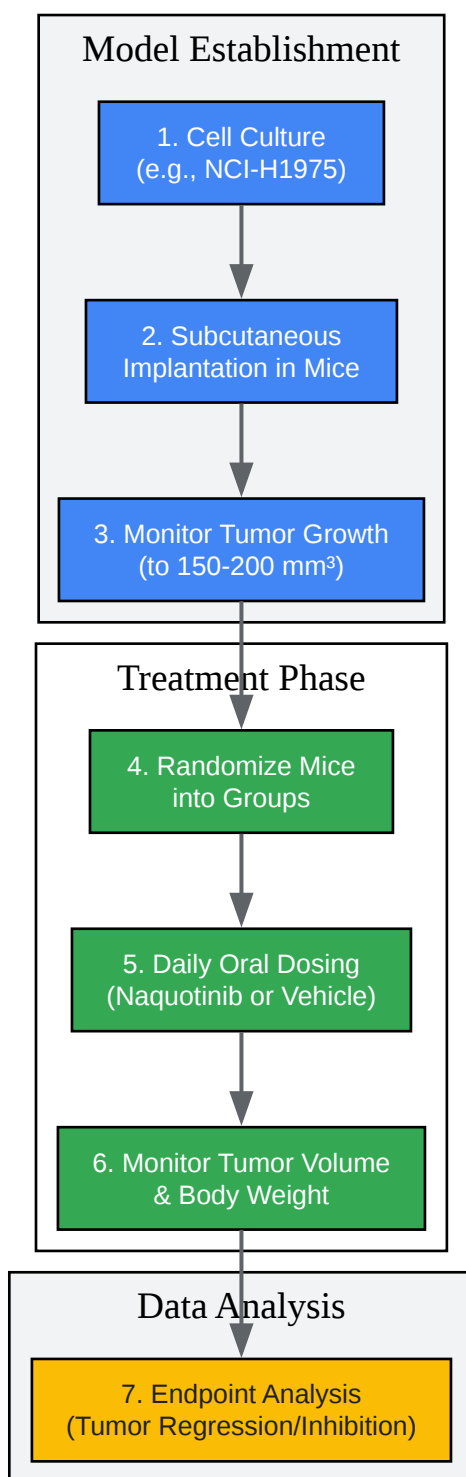 Model Establishment
1. Cell Culture
(e.g., NCI-H1975)
2. Subcutaneous
Implantation in Mice
3. Monitor Tumor Growth
(to 150-200 mm³)
Treatment Phase
4. Randomize Mice
into Groups
5. Daily Oral Dosing
(Naquotinib or Vehicle)
6. Monitor Tumor Volume
& Body Weight
Data Analysis
7. Endpoint Analysis
(Tumor Regression/Inhibition)